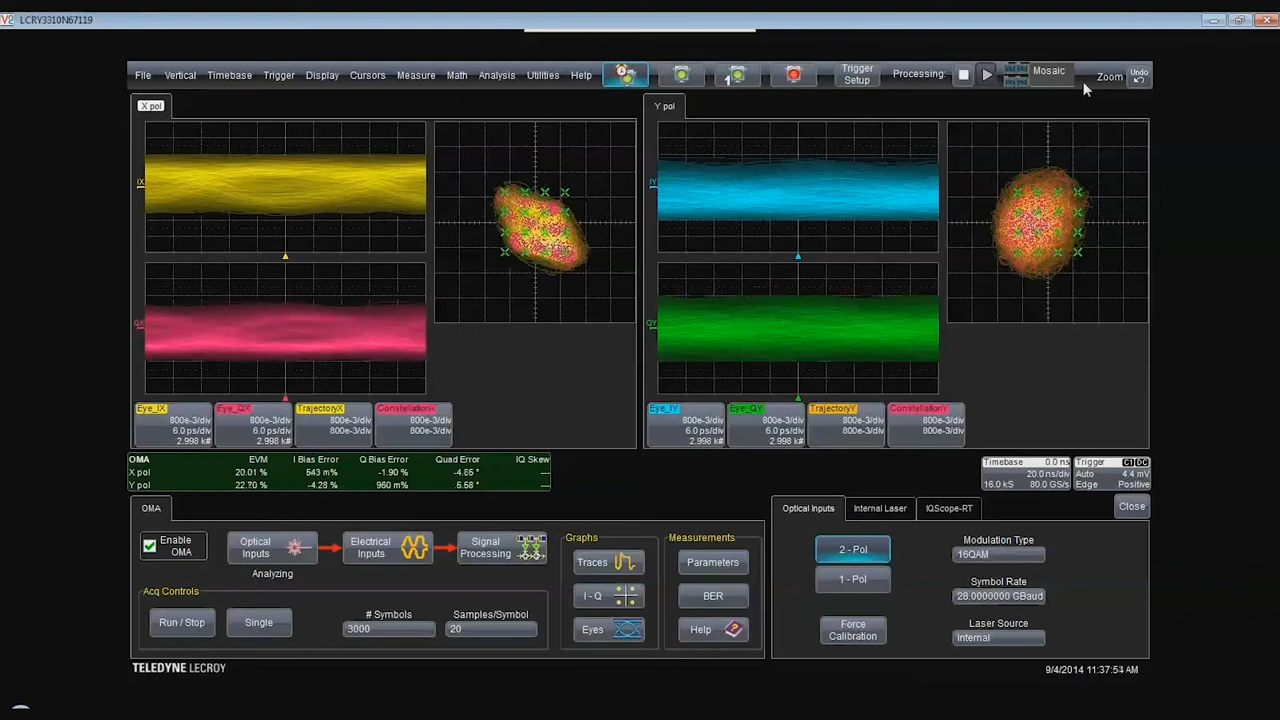 LCRY3310N67119
File Vertical Timebase Trigger Display Cursors Measure Math Analysis Utilities Help 1 Trigger Setup Processing: Mosaic Zoom Undo
X pol
Y pol
IX
QX
IY
QY
Eye_IX Eye_QX TrajectoryX ConstellationX
800e-3/div 800e-3/div 800e-3/div 800e-3/div
6.0 ps/div 6.0 ps/div 800e-3/div 800e-3/div
2.998 k# 2.998 k#
Eye_IY Eye_QY TrajectoryY ConstellationY
800e-3/div 800e-3/div 800e-3/div 800e-3/div
6.0 ps/div 6.0 ps/div 800e-3/div 800e-3/div
2.998 k# 2.998 k#
OMA EVM I Bias Error Q Bias Error Quad Error IQ Skew
X pol 20.01 % 543 m% -1.90 % -4.85 ° ---
Y pol 22.70 % -4.23 % 960 m% 5.58 ° ---
Timebase 0.0 ns
20.0 ns/div
16.0 kS 80.0 GS/s
Trigger C1 DC
Auto 4.4 mV
Edge Positive
OMA
Enable OMA
Optical Inputs
Electrical Inputs
Signal Processing
Analyzing
Acq Controls
Run / Stop
Single
# Symbols
3000
Samples/Symbol
20
Graphs
Traces
I - Q
Eyes
Measurements
Parameters
BER
Help
Optical Inputs Internal Laser IQScope-RT Close
2 - Pol
1 - Pol
Force Calibration
Modulation Type
16QAM
Symbol Rate
28.0000000 GBaud
Laser Source
Internal
TELEDYNE LECROY
9/4/2014 11:37:54 AM